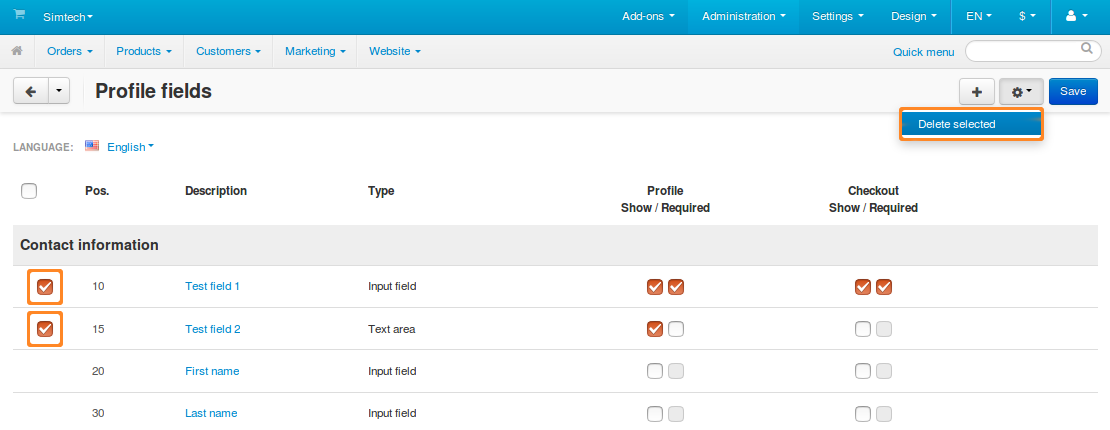 Simtech Add-ons Administration Settings Design EN $
Orders Products Customers Marketing Website Quick menu
Profile fields Save
Delete selected
LANGUAGE: English
Pos. Description Type Profile Checkout
Show / Required Show / Required
Contact information
10 Test field 1 Input field
15 Test field 2 Text area
20 First name Input field
30 Last name Input field